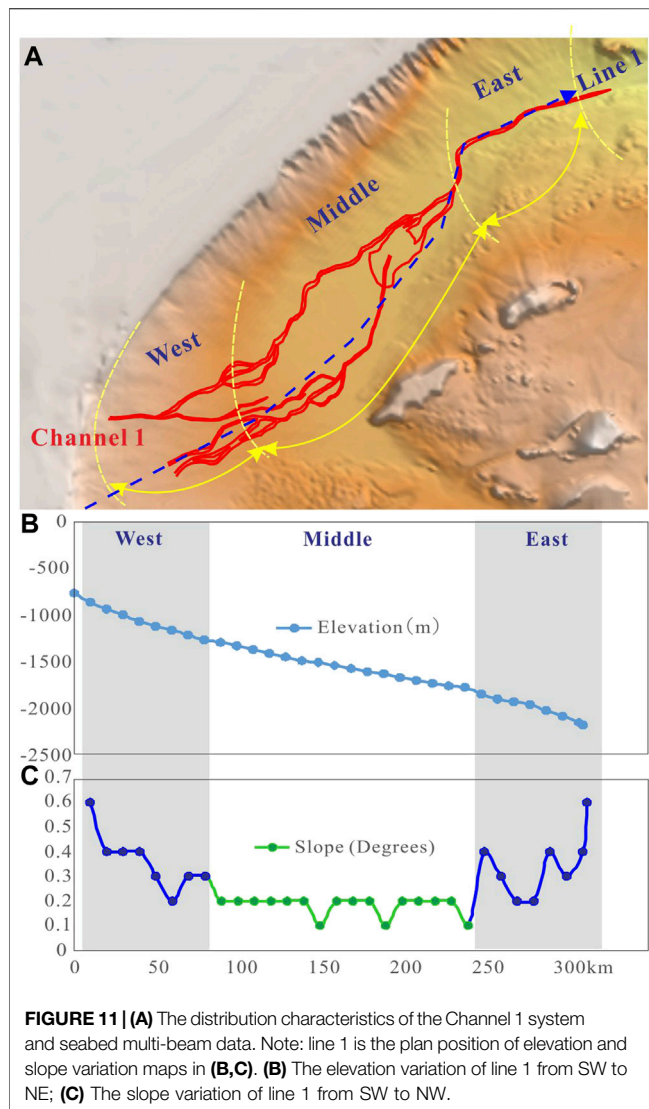 A
East
Line 1
Middle
West
Channel 1
B
0
West
Middle
East
-500
-1000
Elevation(m)
-1500
-2000
-2500
C
0.7
0.6
0.5
Slope (Degrees)
0.4
0.3
0.2
0.1
0
0
50
100
150
200
250
300km
FIGURE 11 | (A) The distribution characteristics of the Channel 1 system
and seabed multi-beam data. Note: line 1 is the plan position of elevation and
slope variation maps in (B,C). (B) The elevation variation of line 1 from SW to
NE; (C) The slope variation of line 1 from SW to NW.